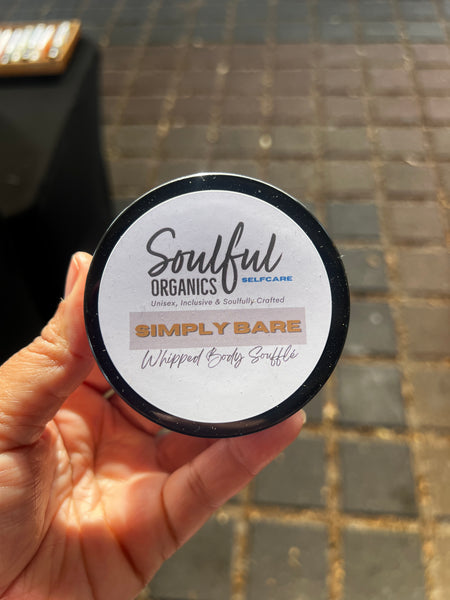 Soulful
ORGANICS SELFCARE
Unisex, Inclusive & Soulfully Crafted
SIMPLY BARE
Whipped Body Soufflé